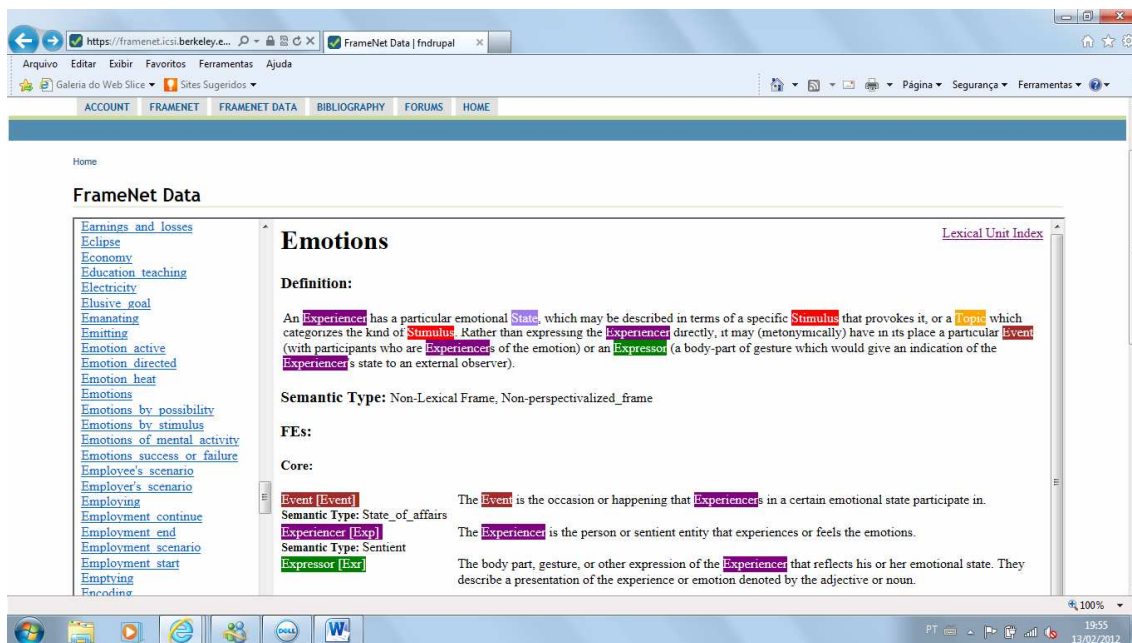 https://framenet.icsi.berkeley.e...
FrameNet Data | fndrupal
Arquivo Editar Exibir Favoritos Ferramentas Ajuda
Galeria do Web Slice Sites Sugeridos Página Segurança Ferramentas
ACCOUNT FRAMENET FRAMENET DATA BIBLIOGRAPHY FORUMS HOME
Home
FrameNet Data
Earnings and losses
Eclipse
Economy
Education teaching
Electricity
Elusive goal
Emanating
Emitting
Emotion active
Emotion directed
Emotion heat
Emotions
Emotions by possibility
Emotions by stimulus
Emotions of mental activity
Emotions success or failure
Employee's scenario
Employer's scenario
Employing
Employment continue
Employment end
Employment scenario
Employment start
Emptying
Encoding
Emotions
Lexical Unit Index
Definition:
An Experiencer has a particular emotional State, which may be described in terms of a specific Stimulus that provokes it, or a Topic which
categorizes the kind of Stimulus. Rather than expressing the Experiencer directly, it may (metonymically) have in its place a particular Event
(with participants who are Experiencers of the emotion) or an Expressor (a body-part of gesture which would give an indication of the
Experiencer's state to an external observer).
Semantic Type: Non-Lexical Frame, Non-perspectivalized_frame
FEs:
Core:
Event [Event] The Event is the occasion or happening that Experiencers in a certain emotional state participate in.
Semantic Type: State_of_affairs
Experiencer [Exp] The Experiencer is the person or sentient entity that experiences or feels the emotions.
Semantic Type: Sentient
Expressor [Exr] The body part, gesture, or other expression of the Experiencer that reflects his or her emotional state. They
describe a presentation of the experience or emotion denoted by the adjective or noun.
100%
DELL
W
PT
19:55
13/02/2012